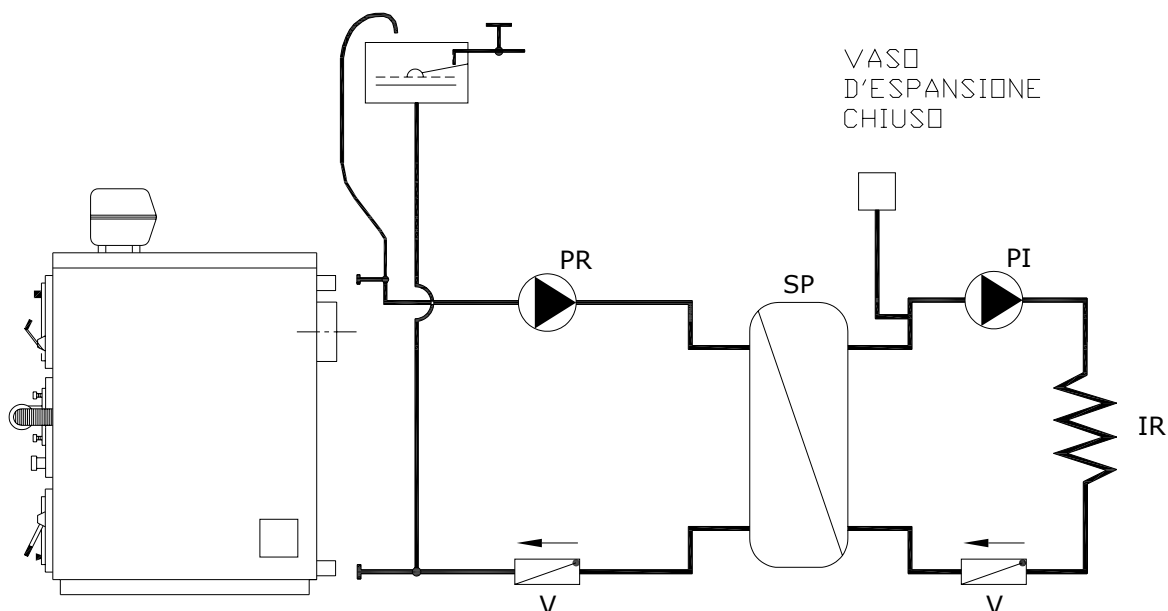 VASO
D'ESPANSIONE
CHIUSO
PR
SP
PI
IR
V
V